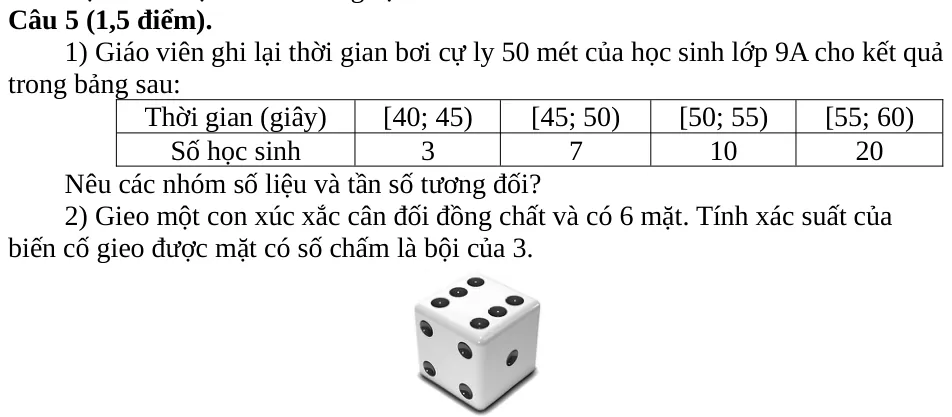 Câu 5 (1,5 điểm).
1) Giáo viên ghi lại thời gian bơi cự ly 50 mét của học sinh lớp 9A cho kết quả
trong bảng sau:
Thời gian (giây) [40; 45) [45; 50) [50; 55) [55; 60)
Số học sinh 3 7 10 20
Nêu các nhóm số liệu và tần số tương đối?
2) Gieo một con xúc xắc cân đối đồng chất và có 6 mặt. Tính xác suất của
biến cố gieo được mặt có số chấm là bội của 3.